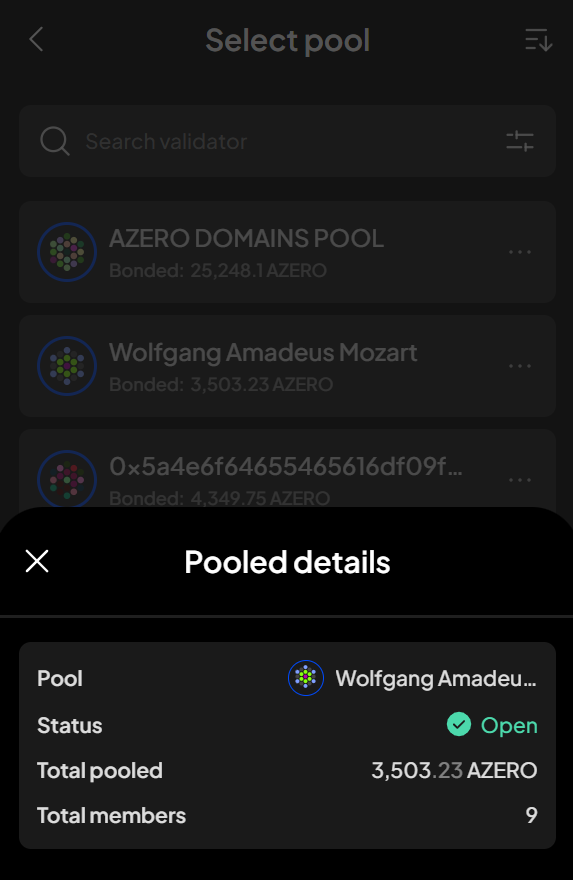 Select pool
Search validator
AZERO DOMAINS POOL
Bonded: 25,248.1 AZERO
Wolfgang Amadeus Mozart
Bonded: 3,503.23 AZERO
0x5a4e6f64655465616df09f...
Bonded: 4,349.75 AZERO
Pooled details
Pool Wolfgang Amadeu...
Status Open
Total pooled 3,503.23 AZERO
Total members 9